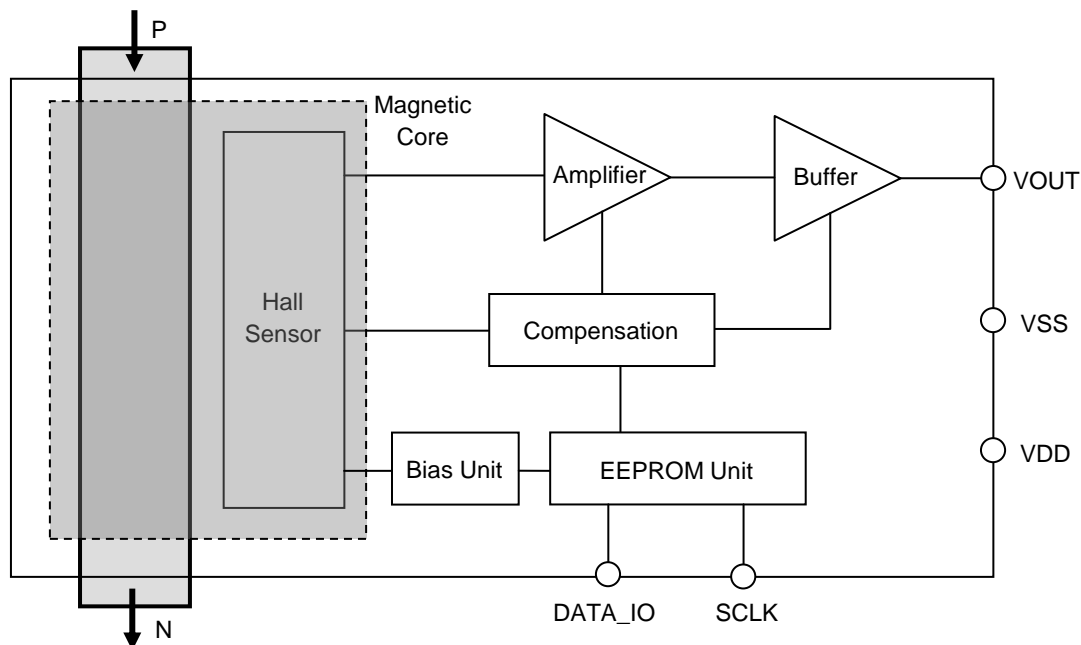 P
Magnetic
Core
Amplifier
Buffer
VOUT
Hall
Sensor
Compensation
VSS
Bias Unit
EEPROM Unit
VDD
DATA_IO
SCLK
N